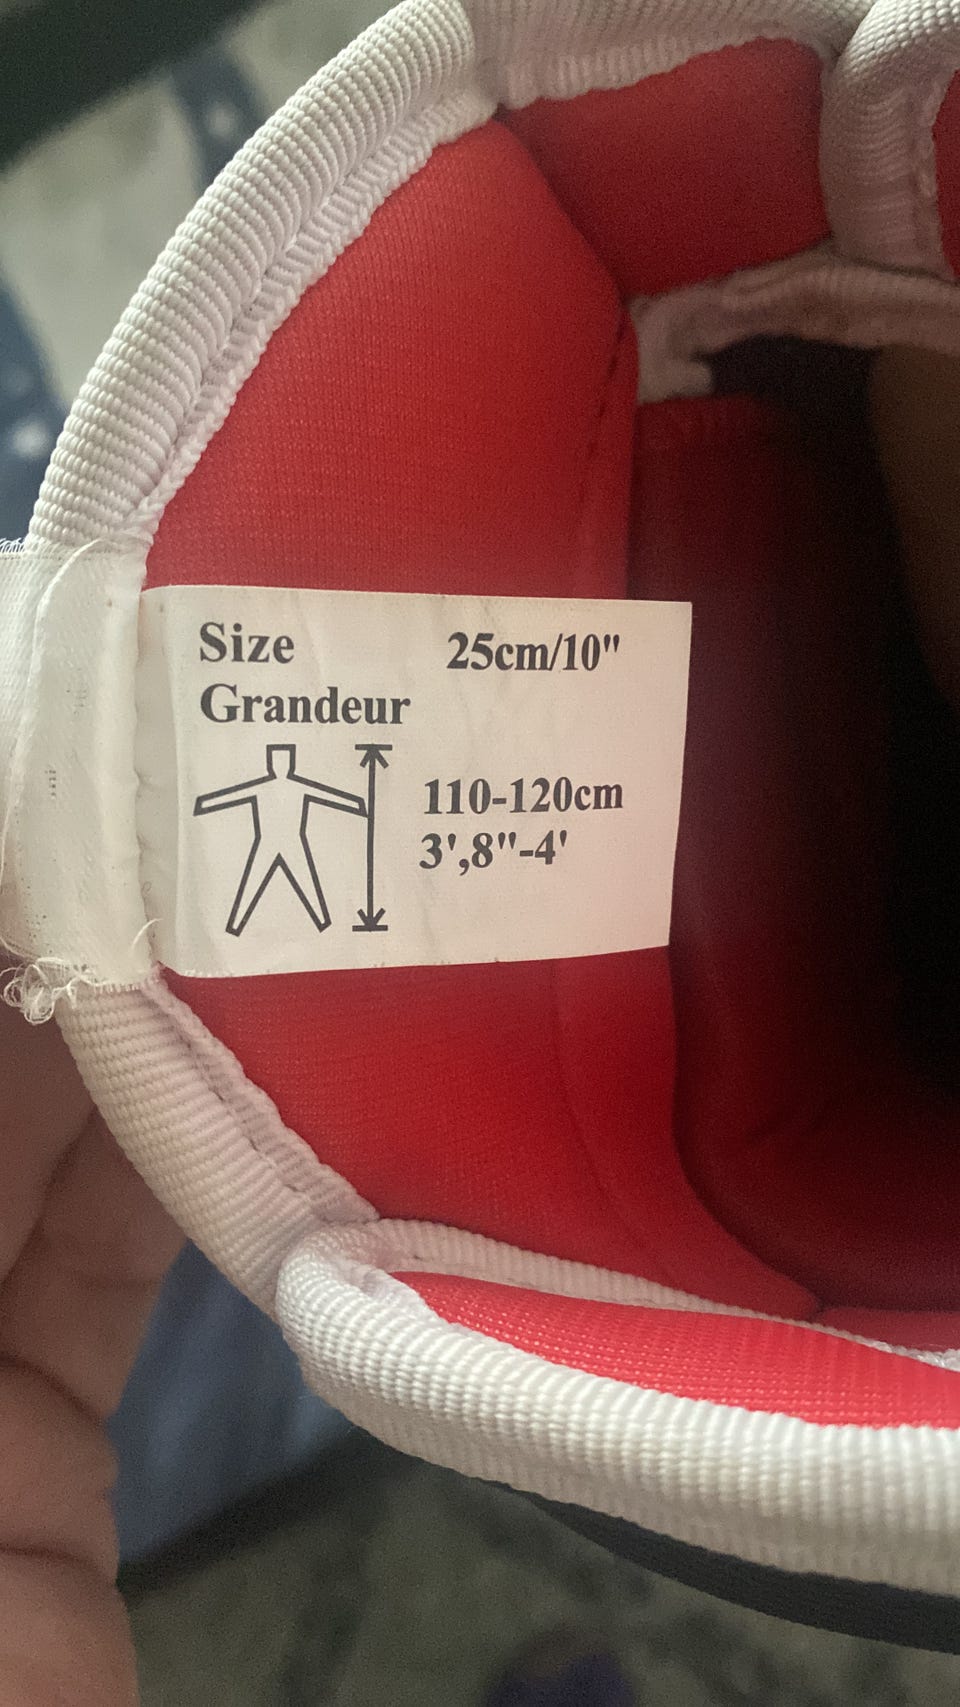 Size 25cm/10"
Grandeur
110-120cm
3',8"-4'